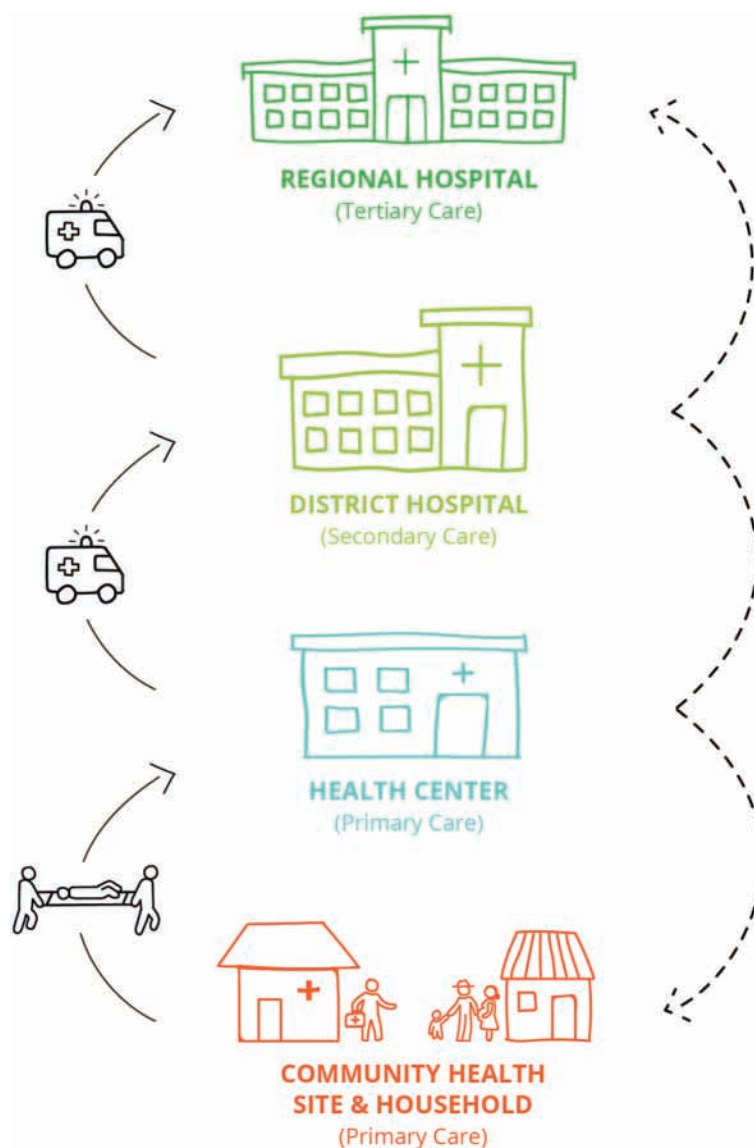 REGIONAL HOSPITAL
(Tertiary Care)
DISTRICT HOSPITAL
(Secondary Care)
HEALTH CENTER
(Primary Care)
COMMUNITY HEALTH
SITE & HOUSEHOLD
(Primary Care)